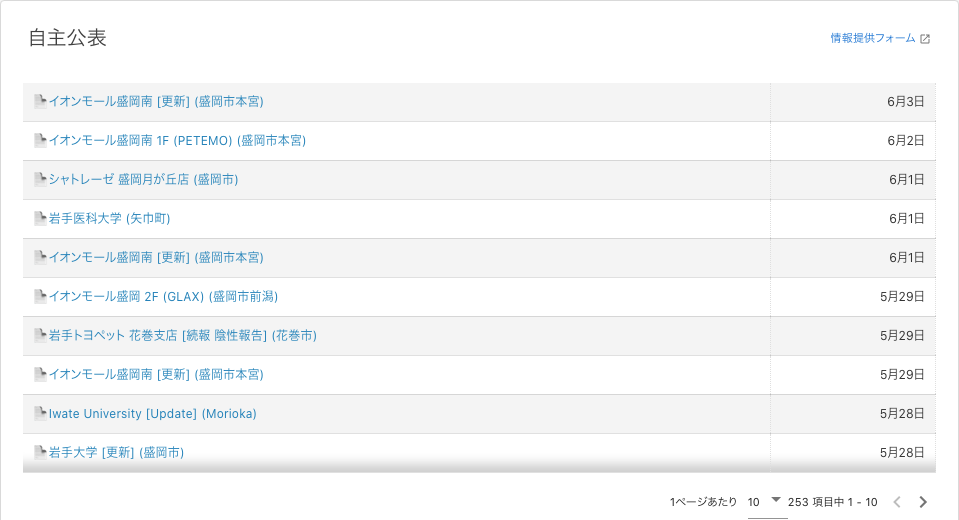 自主公表
情報提供フォーム
イオンモール盛岡南 [更新] (盛岡市本宮) 6月3日
イオンモール盛岡南 1F (PETEMO) (盛岡市本宮) 6月2日
シャトレーゼ 盛岡月が丘店 (盛岡市) 6月1日
岩手医科大学 (矢巾町) 6月1日
イオンモール盛岡南 [更新] (盛岡市本宮) 6月1日
イオンモール盛岡 2F (GLAX) (盛岡市前潟) 5月29日
岩手トヨペット 花巻支店 [続報 陰性報告] (花巻市) 5月29日
イオンモール盛岡南 [更新] (盛岡市本宮) 5月29日
Iwate University [Update] (Morioka) 5月28日
岩手大学 [更新] (盛岡市) 5月28日
1ページあたり 10 253 項目中 1 - 10